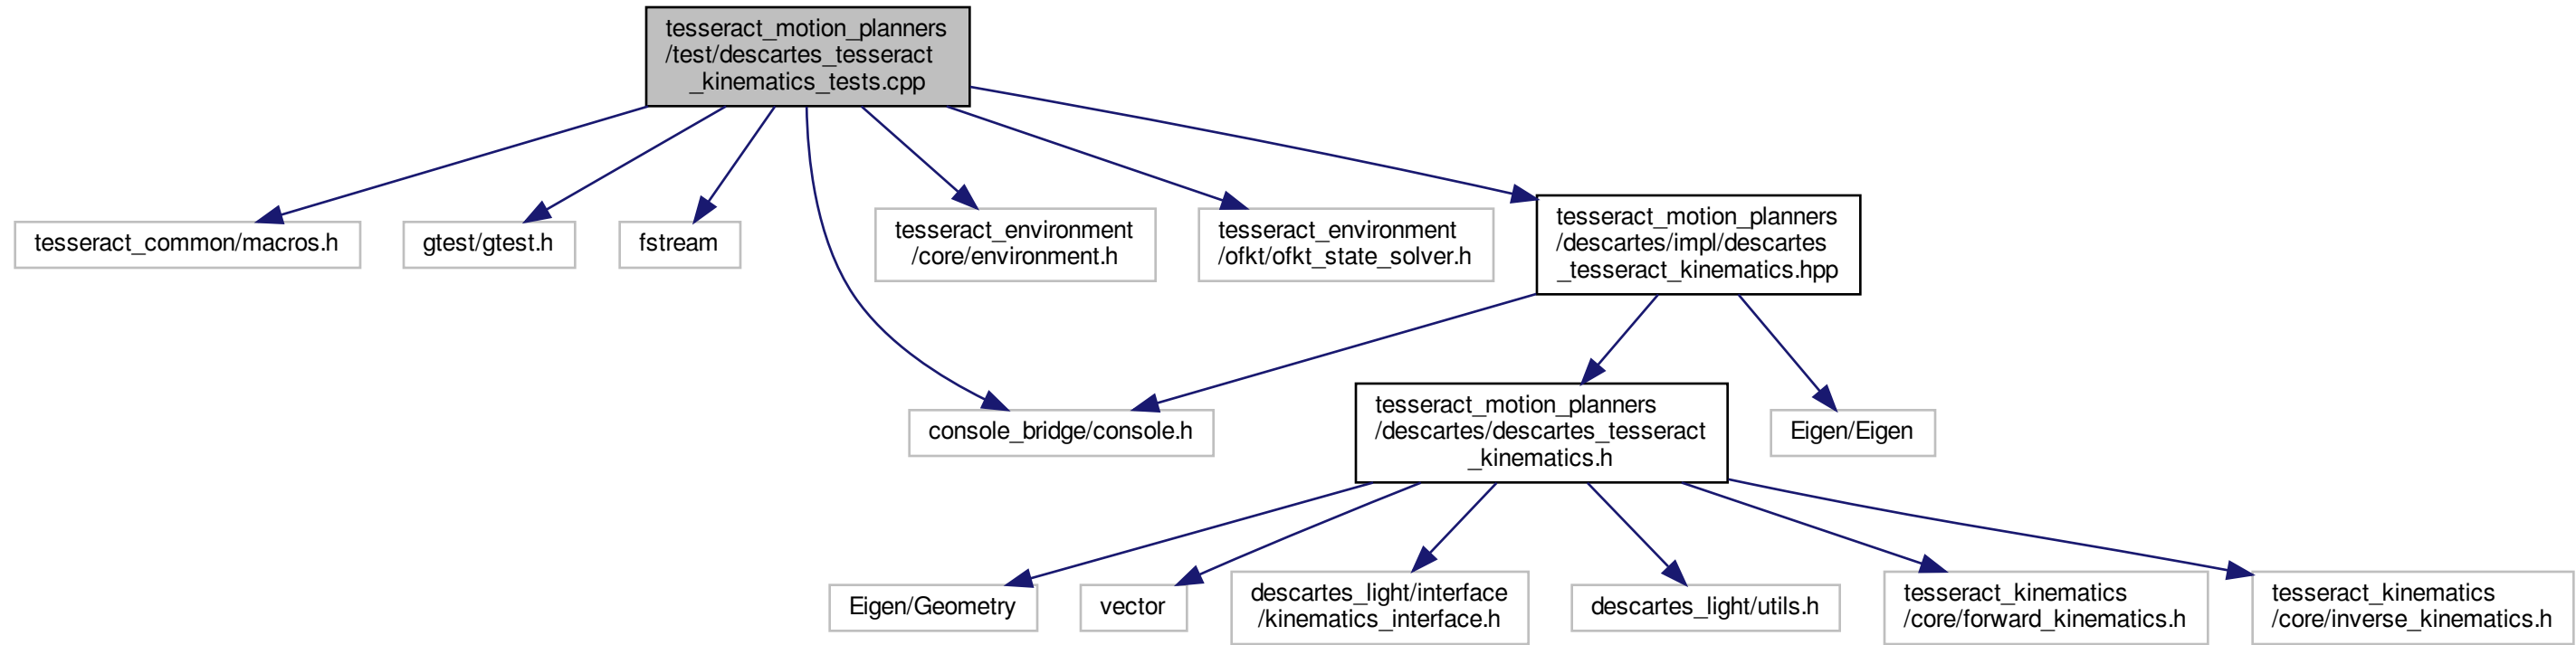 tesseract_motion_planners
/test/descartes_tesseract
_kinematics_tests.cpp
tesseract_common/macros.h
gtest/gtest.h
fstream
tesseract_environment
/core/environment.h
tesseract_environment
/ofkt/ofkt_state_solver.h
tesseract_motion_planners
/descartes/impl/descartes
_tesseract_kinematics.hpp
console_bridge/console.h
tesseract_motion_planners
/descartes/descartes_tesseract
_kinematics.h
Eigen/Eigen
Eigen/Geometry
vector
descartes_light/interface
/kinematics_interface.h
descartes_light/utils.h
tesseract_kinematics
/core/forward_kinematics.h
tesseract_kinematics
/core/inverse_kinematics.h